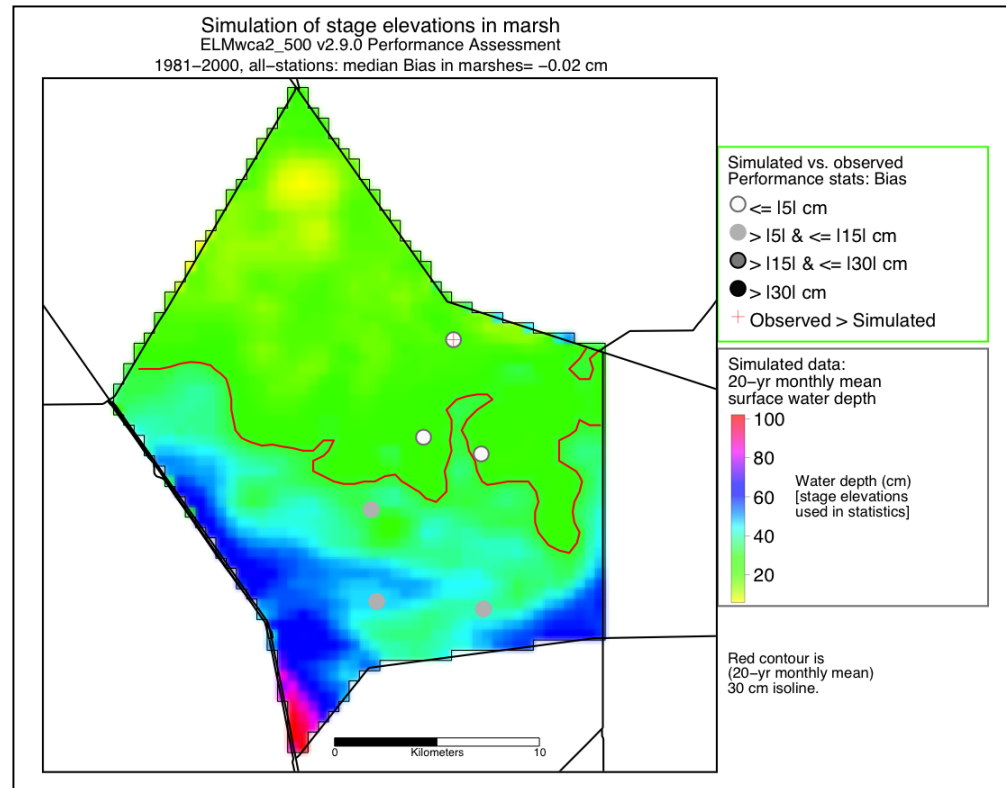 Simulation of stage elevations in marsh
ELMwca2_500 v2.9.0 Performance Assessment
1981−2000, all−stations: median Bias in marshes= −0.02 cm
Simulated vs. observed
Performance stats: Bias
<= |5| cm
> |5| & <= |15| cm
> |15| & <= |30| cm
> |30| cm
Observed > Simulated
Simulated data:
20−yr monthly mean
surface water depth
100
80
60
40
20
Water depth (cm)
[stage elevations
used in statistics]
Red contour is
(20−yr monthly mean)
30 cm isoline.
0 Kilometers 10